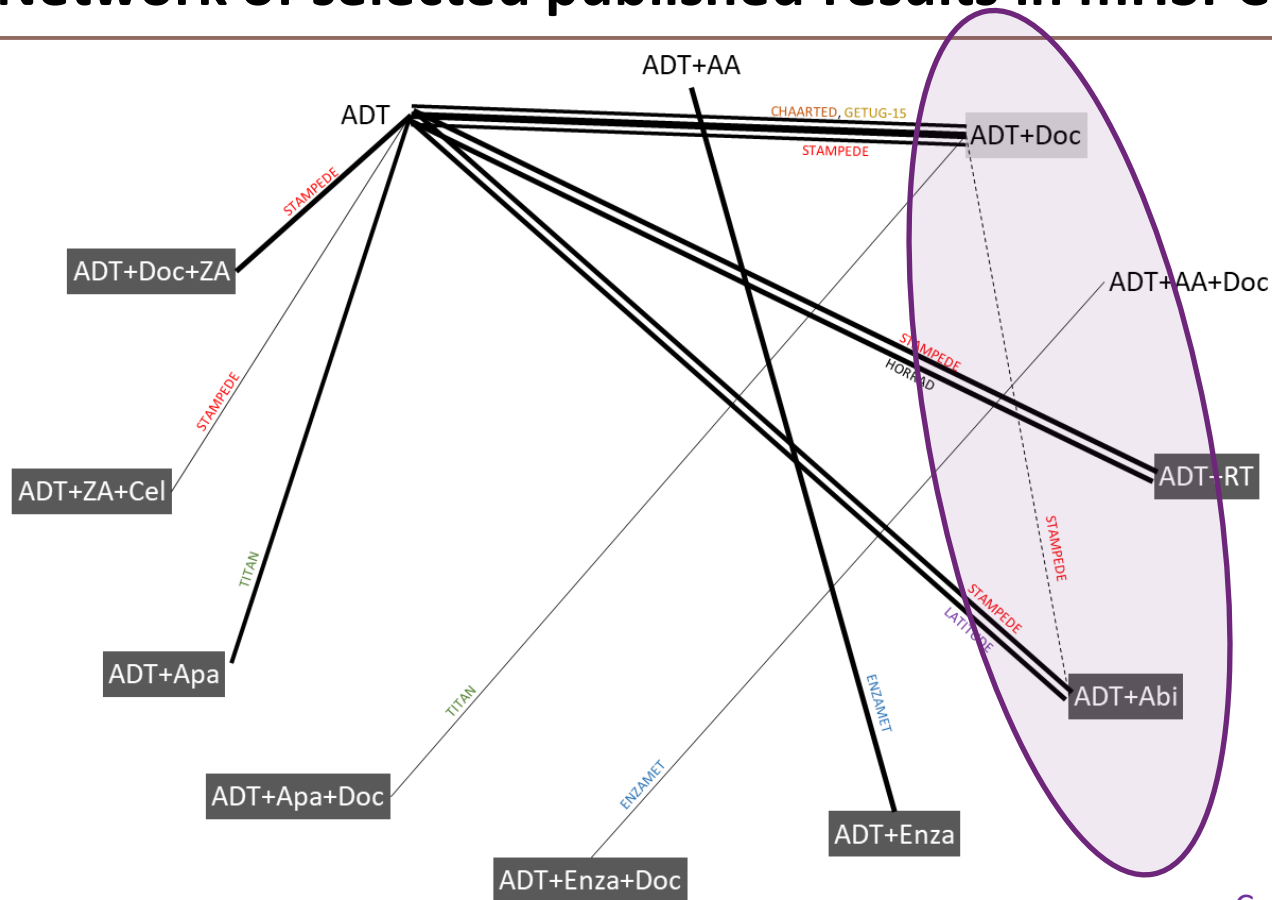 ADT+AA
ADT
CHAARTED, GETUG-15
ADT+Doc
STAMPEDE
STAMPEDE
ADT+Doc+ZA
ADT+AA+Doc
STAMPEDE
HORRAD
STAMPEDE
ADT+RT
ADT+ZA+Cel
STAMPEDE
TITAN
STAMPEDE
LATITUDE
ADT+Apa
ADT+Abi
TITAN
ENZAMET
ENZAMET
ADT+Apa+Doc
ADT+Enza
ADT+Enza+Doc